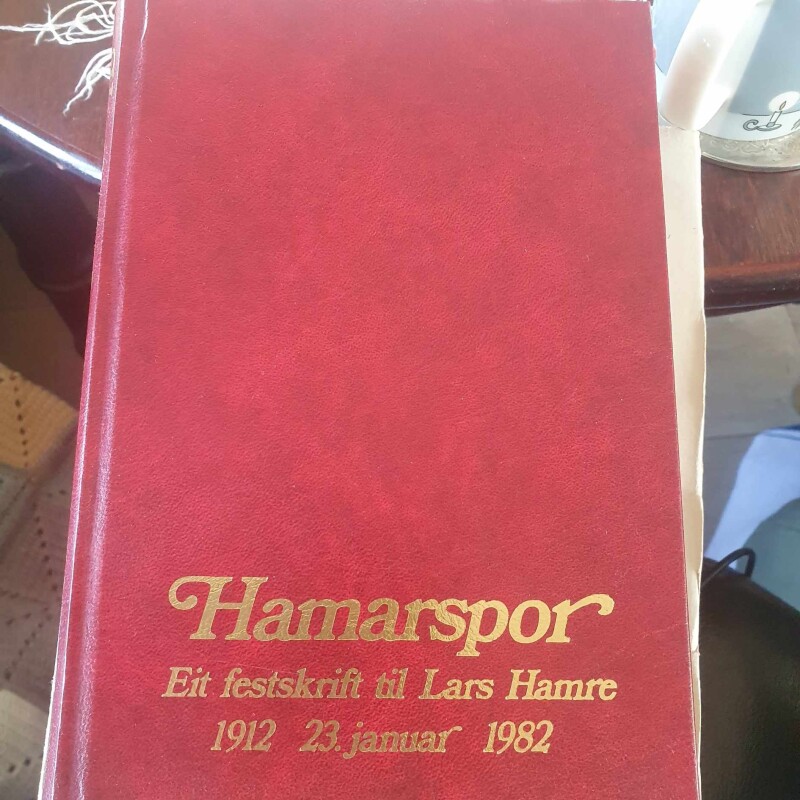 Hamarspor
Eit festskrift til Lars Hamre
1912 23. januar 1982